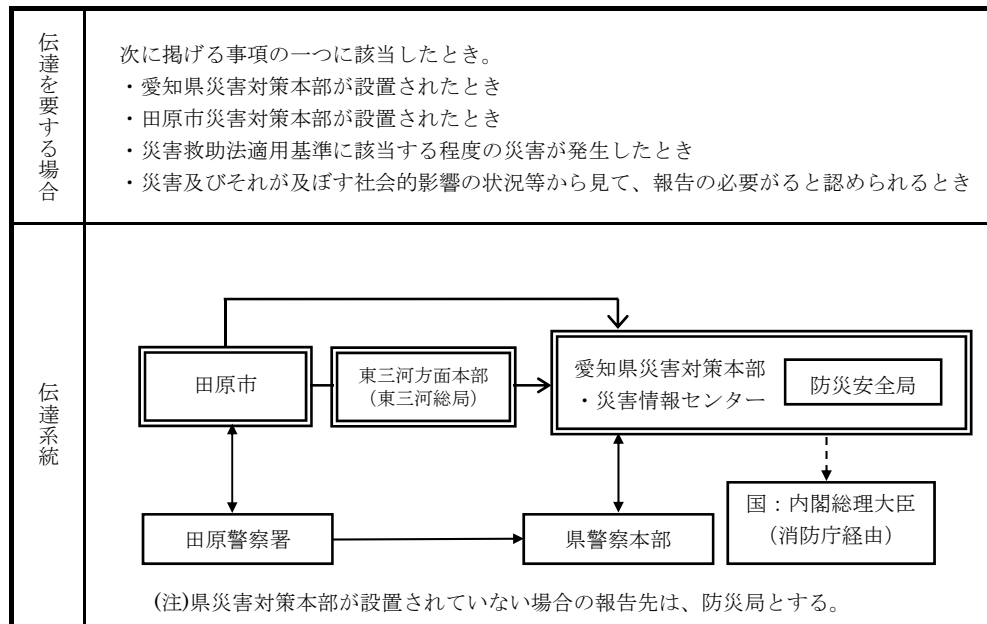 伝達を要する場合
次に掲げる事項の一つに該当したとき。
・愛知県災害対策本部が設置されたとき
・田原市災害対策本部が設置されたとき
・災害救助法適用基準に該当する程度の災害が発生したとき
・災害及びそれが及ぼす社会的影響の状況等から見て、報告の必要がると認められるとき
伝達系統
田原市
東三河方面本部
（東三河総局）
愛知県災害対策本部
・災害情報センター
防災安全局
田原警察署
県警察本部
国：内閣総理大臣
（消防庁経由）
(注)県災害対策本部が設置されていない場合の報告先は、防災局とする。